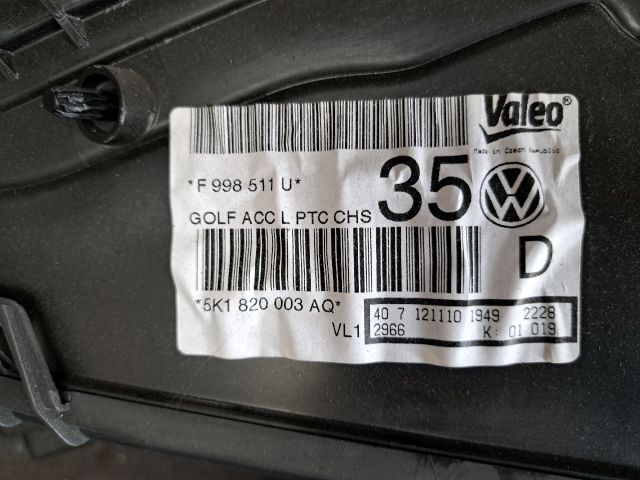 Valeo®
Made in Czech Republic
*F 998 511 U*
35
GOLF ACC L PTC CHS
D
*5K1 820 003 AQ*
VL1
40 7 121110 1949 2228
2966 K: 01 019